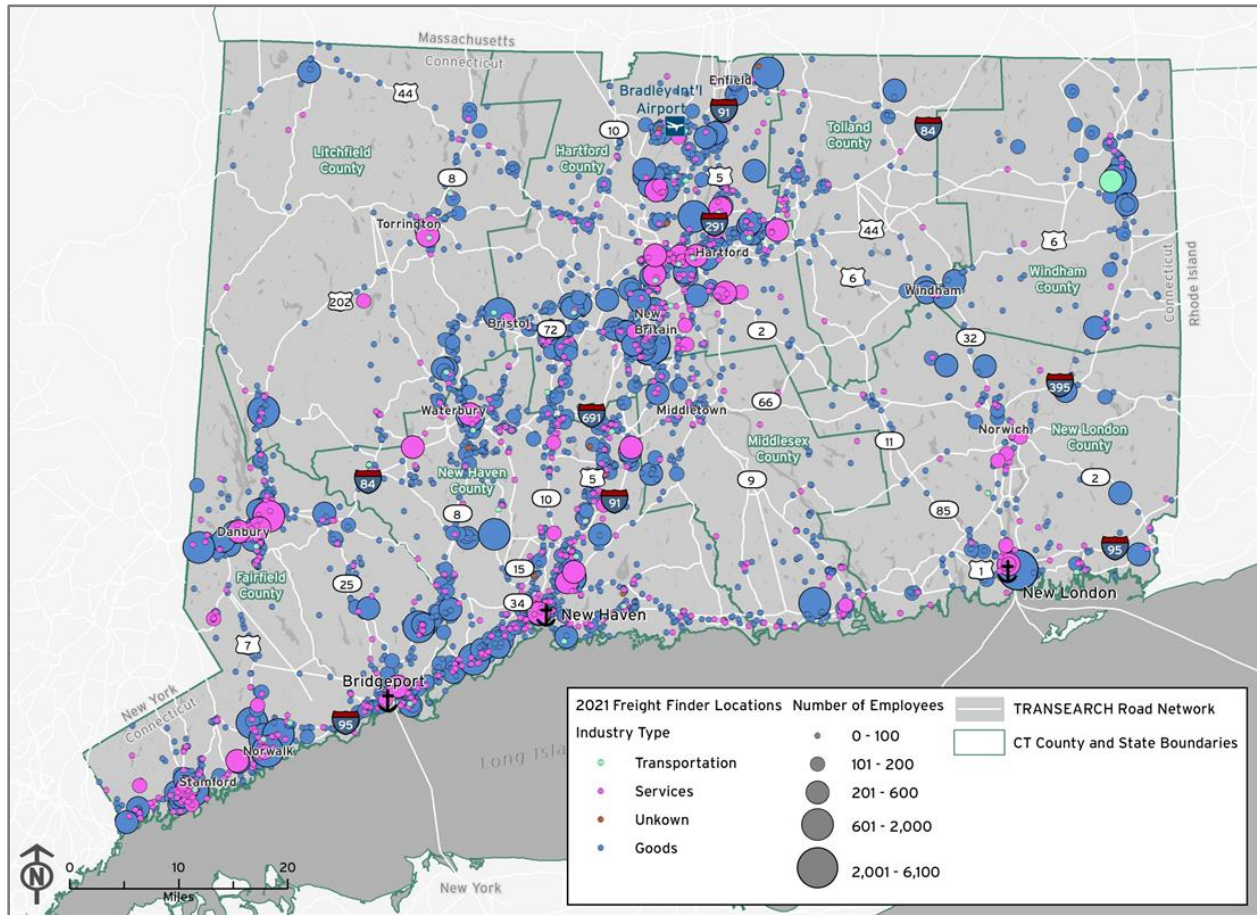 Massachusetts
Connecticut
Enfield
Bradley Int'l
Airport
91
44
10
84
Tolland
County
Litchfield
County
Hartford
County
8
5
Torrington
291
44
6
Hartford
Windham
County
Connecticut
Rhode Island
202
6
Windham
Bristol
72
New
Britain
2
32
395
Waterbury
691
Middletown
66
Norwich
New London
County
11
Middlesex
County
84
New Haven
County
5
2
10
91
9
8
85
Danbury
95
15
1
Fairfield
County
25
34
New Haven
New London
7
Bridgeport
New York
Connecticut
95
Norwalk
Long Isla
Stamford
N
0 10 20
Miles
New York
2021 Freight Finder Locations
Industry Type
Transportation
Services
Unkown
Goods
Number of Employees
0 - 100
101 - 200
201 - 600
601 - 2,000
2,001 - 6,100
TRANSEARCH Road Network
CT County and State Boundaries